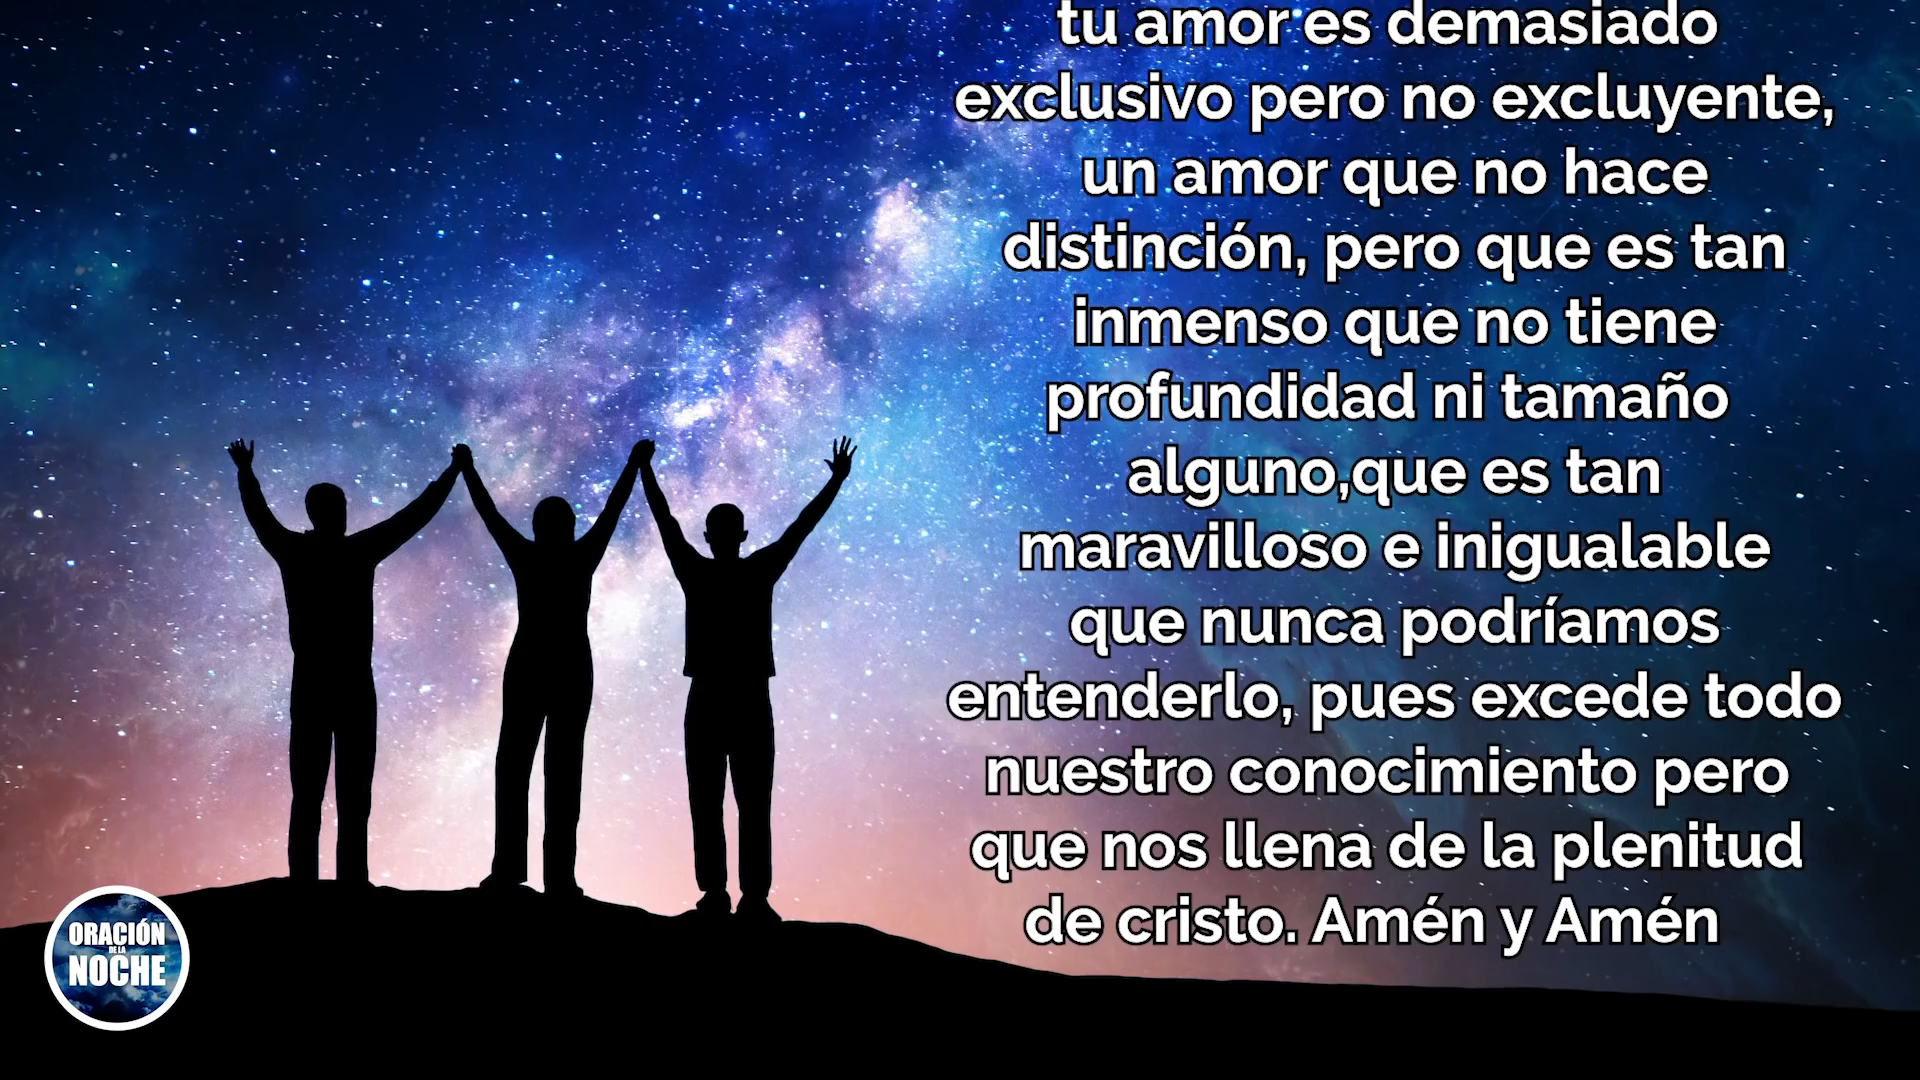 tu amor es demasiado
exclusivo pero no excluyente,
un amor que no hace
distinción, pero que es tan
inmenso que no tiene
profundidad ni tamaño
alguno,que es tan
maravilloso e inigualable
que nunca podríamos
entenderlo, pues excede todo
nuestro conocimiento pero
que nos llena de la plenitud
de cristo. Amén y Amén
ORACIÓN
DE LA
NOCHE